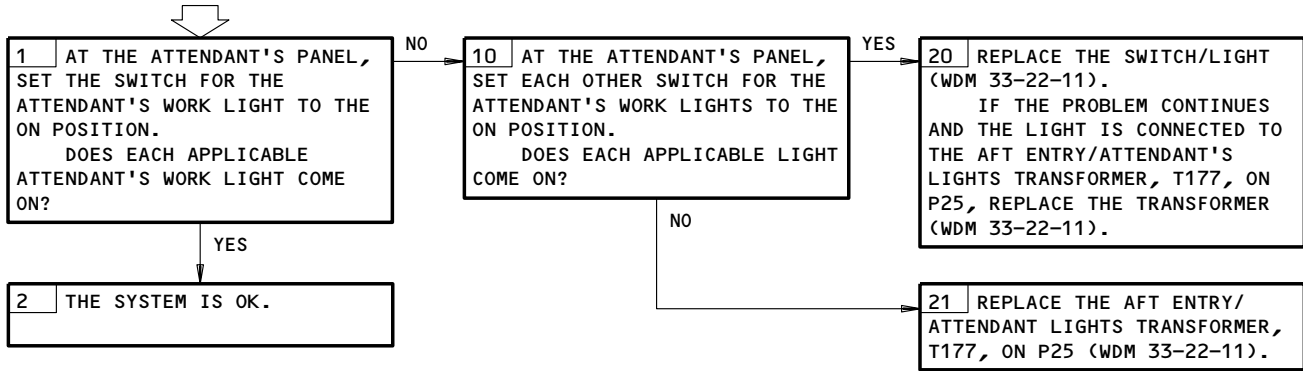 1 AT THE ATTENDANT'S PANEL,
SET THE SWITCH FOR THE
ATTENDANT'S WORK LIGHT TO THE
ON POSITION.
DOES EACH APPLICABLE
ATTENDANT'S WORK LIGHT COME
ON?
NO
YES
2 THE SYSTEM IS OK.
10 AT THE ATTENDANT'S PANEL,
SET EACH OTHER SWITCH FOR THE
ATTENDANT'S WORK LIGHTS TO THE
ON POSITION.
DOES EACH APPLICABLE LIGHT
COME ON?
YES
NO
20 REPLACE THE SWITCH/LIGHT
(WDM 33-22-11).
IF THE PROBLEM CONTINUES
AND THE LIGHT IS CONNECTED TO
THE AFT ENTRY/ATTENDANT'S
LIGHTS TRANSFORMER, T177, ON
P25, REPLACE THE TRANSFORMER
(WDM 33-22-11).
21 REPLACE THE AFT ENTRY/
ATTENDANT LIGHTS TRANSFORMER,
T177, ON P25 (WDM 33-22-11).